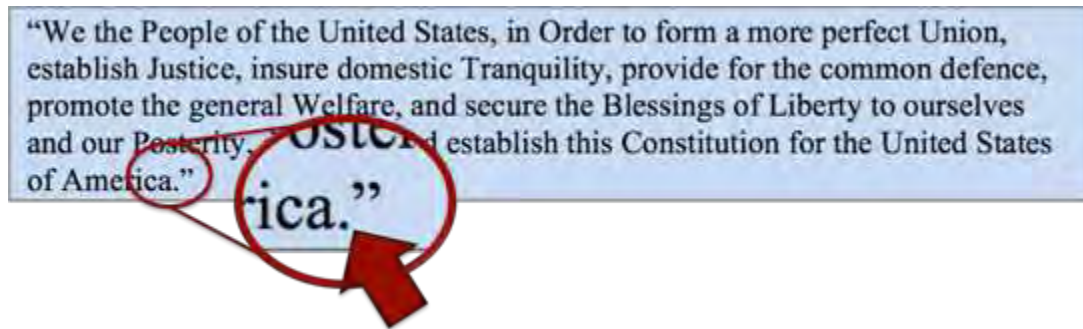 “We the People of the United States, in Order to form a more perfect Union,
establish Justice, insure domestic Tranquility, provide for the common defence,
promote the general Welfare, and secure the Blessings of Liberty to ourselves
and our Posterity, establish this Constitution for the United States
of America.”
rica.”